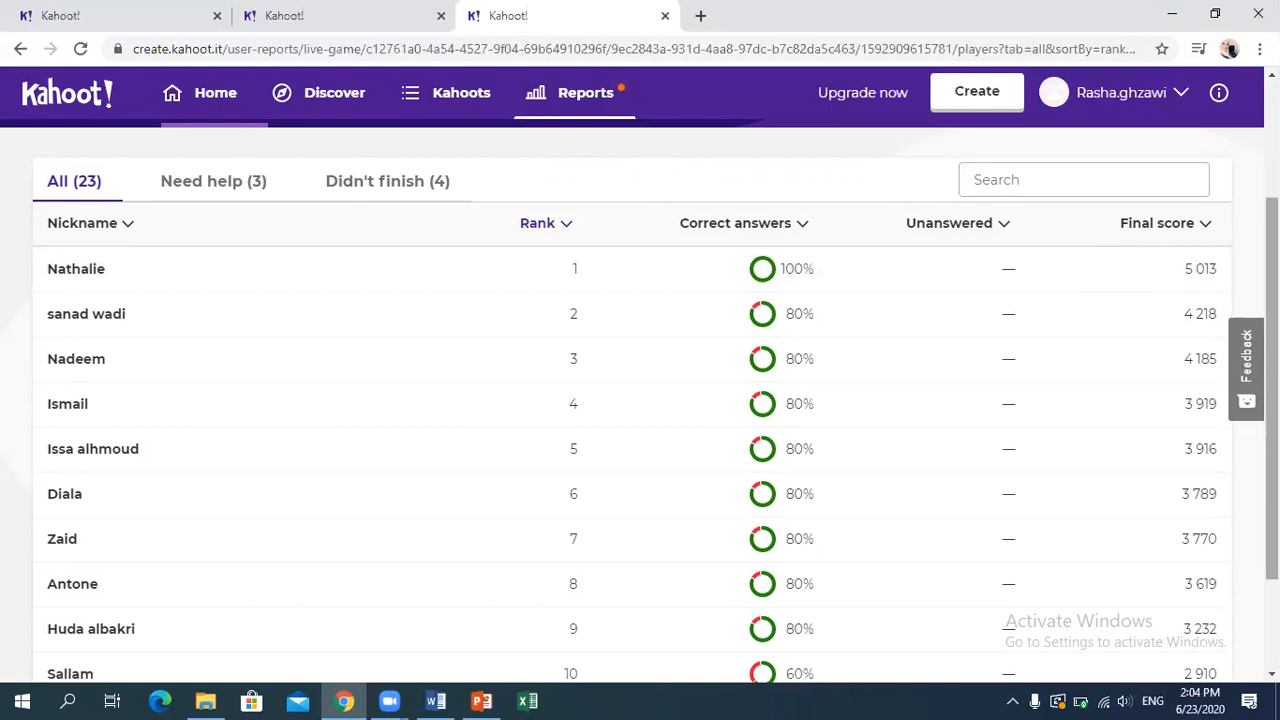 Kahoot! Kahoot! Kahoot!
create.kahoot.it/user-reports/live-game/c12761a0-4a54-4527-9f04-69b64910296f/9ec2843a-931d-4aa8-97dc-b7c82da5c463/1592909615781/players?tab=all&sortBy=rank...
Kahoot! Home Discover Kahoots Reports Upgrade now Create Rasha.ghzawi
All (23) Need help (3) Didn't finish (4) Search
Nickname Rank Correct answers Unanswered Final score
Nathalie 1 100% — 5 013
sanad wadi 2 80% — 4 218
Nadeem 3 80% — 4 185
Feedback
Ismail 4 80% — 3 919
Issa alhmoud 5 80% — 3 916
Diala 6 80% — 3 789
Zaid 7 80% — 3 770
Antone 8 80% — 3 619
Huda albakri 9 80% — 3 232
Activate Windows
Go to Settings to activate Windows.
Sallam 10 60% 2 910
ENG 2:04 PM
6/23/2020